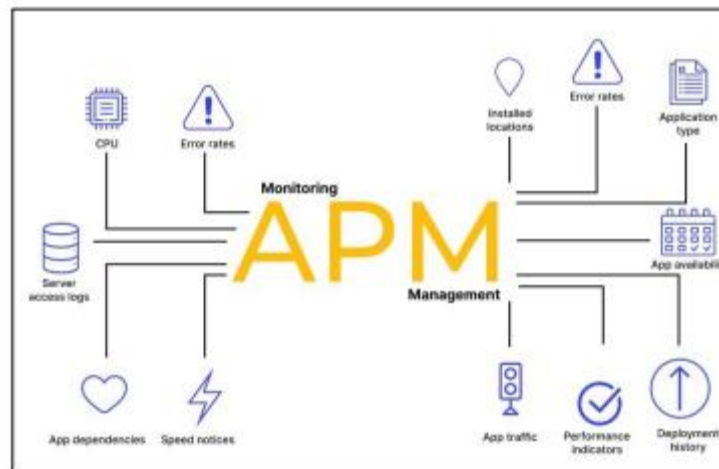 CPU
Error rates
Installed
locations
Error rates
Application
type
Monitoring
APM
Management
Server
access logs
App availabili
App dependencies
Speed notices
App traffic
Performance
indicators
Deployment
history